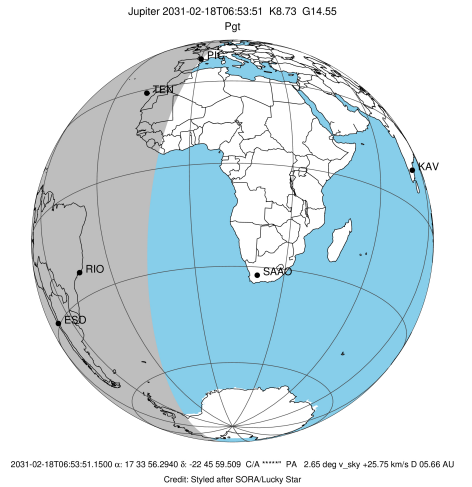 Jupiter 2031-02-18T06:53:51 K8.73 G14.55
Pgt
PIC
TEN
KAV
RIO
SAAO
ESO
2031-02-18T06:53:51.1500 α: 17 33 56.2940 δ: -22 45 59.509 C/A *****" PA 2.65 deg v_sky +25.75 km/s D 05.66 AU
Credit: Styled after SORA/Lucky Star